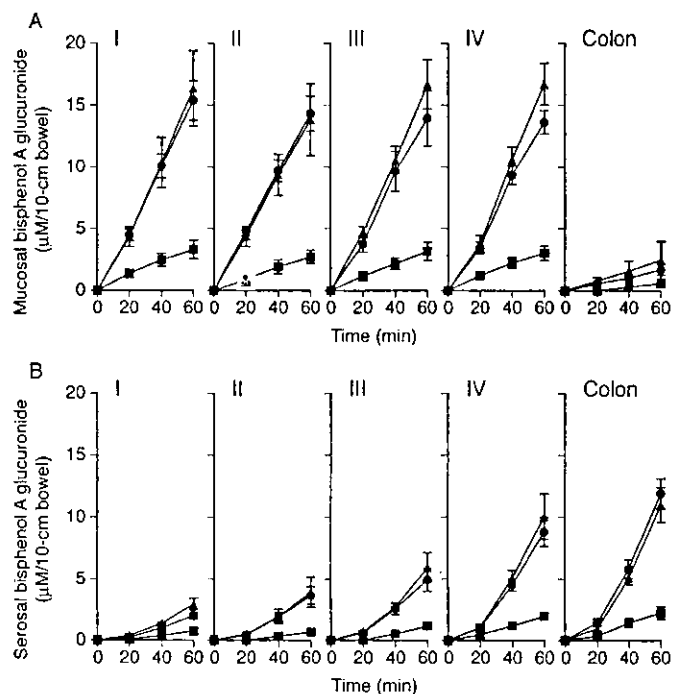 A
I
II
III
IV
Colon
Mucosal bisphenol A glucuronide
(µM/10-cm bowel)
20
15
10
5
0
0 20 40 60 0 20 40 60 0 20 40 60 0 20 40 60 0 20 40 60
Time (min)
B
I
II
III
IV
Colon
Serosal bisphenol A glucuronide
(µM/10-cm bowel)
20
15
10
5
0
0 20 40 60 0 20 40 60 0 20 40 60 0 20 40 60 0 20 40 60
Time (min)